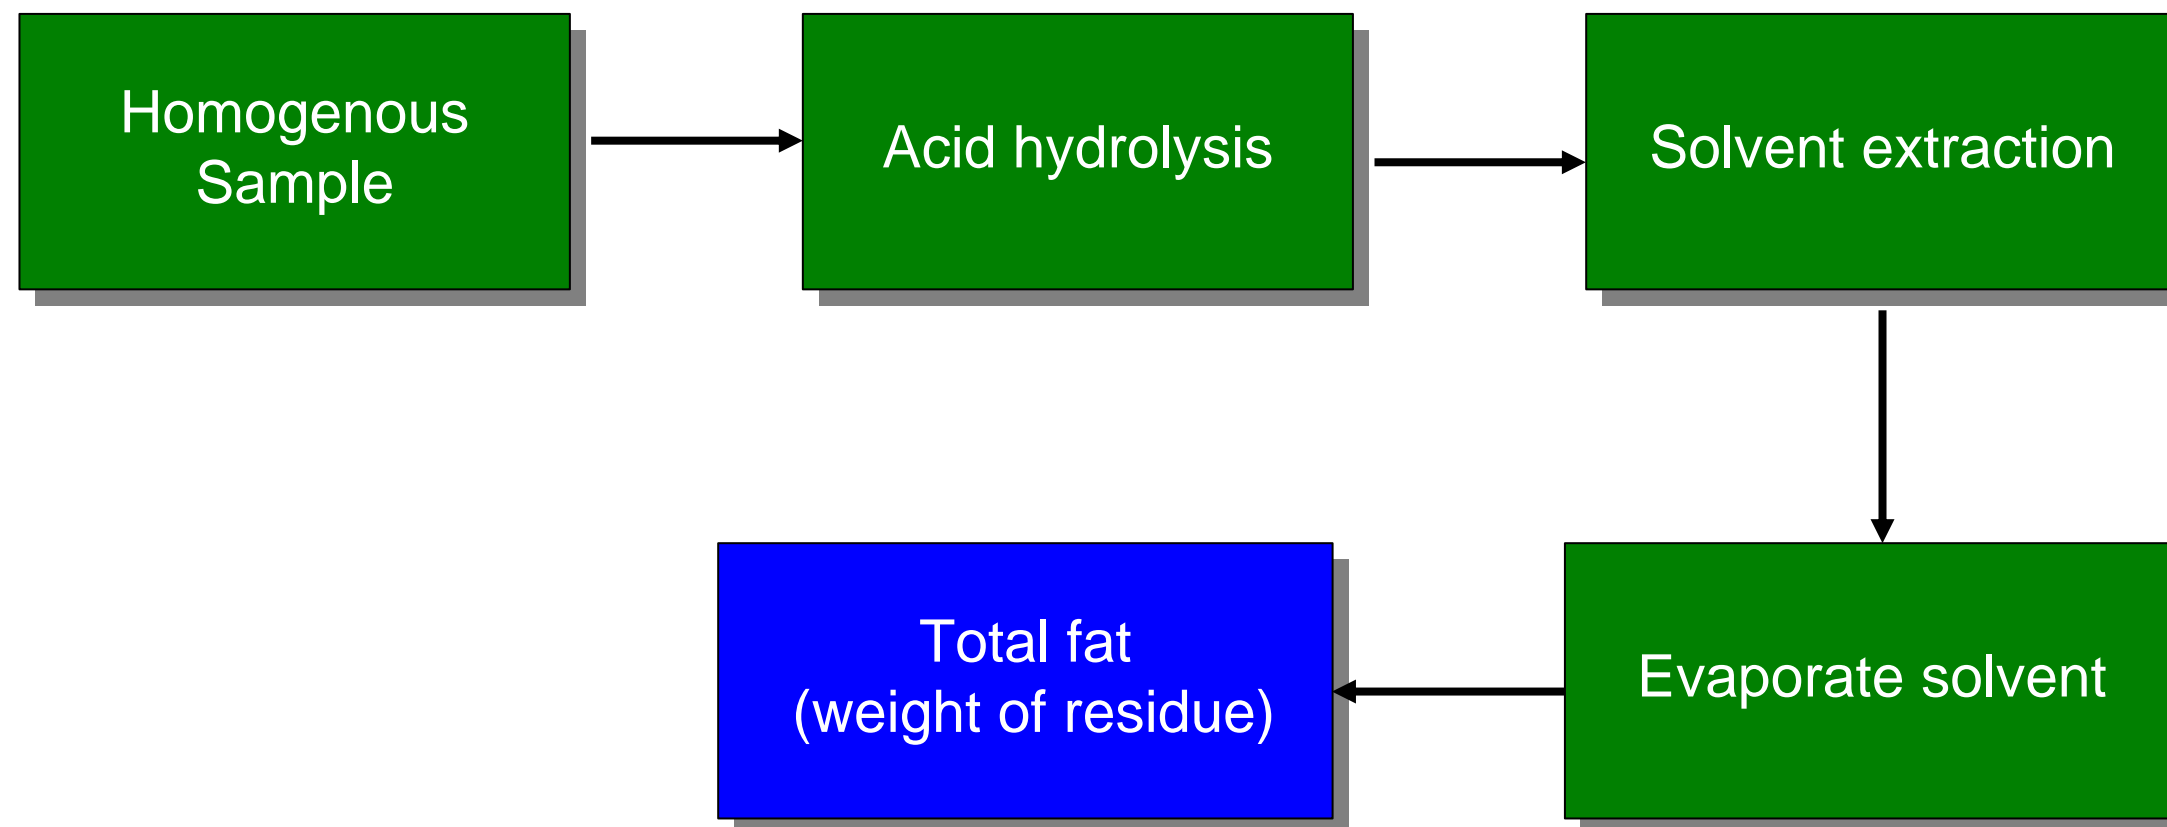 Homogenous
Sample
Acid hydrolysis
Solvent extraction
Total fat
(weight of residue)
Evaporate solvent